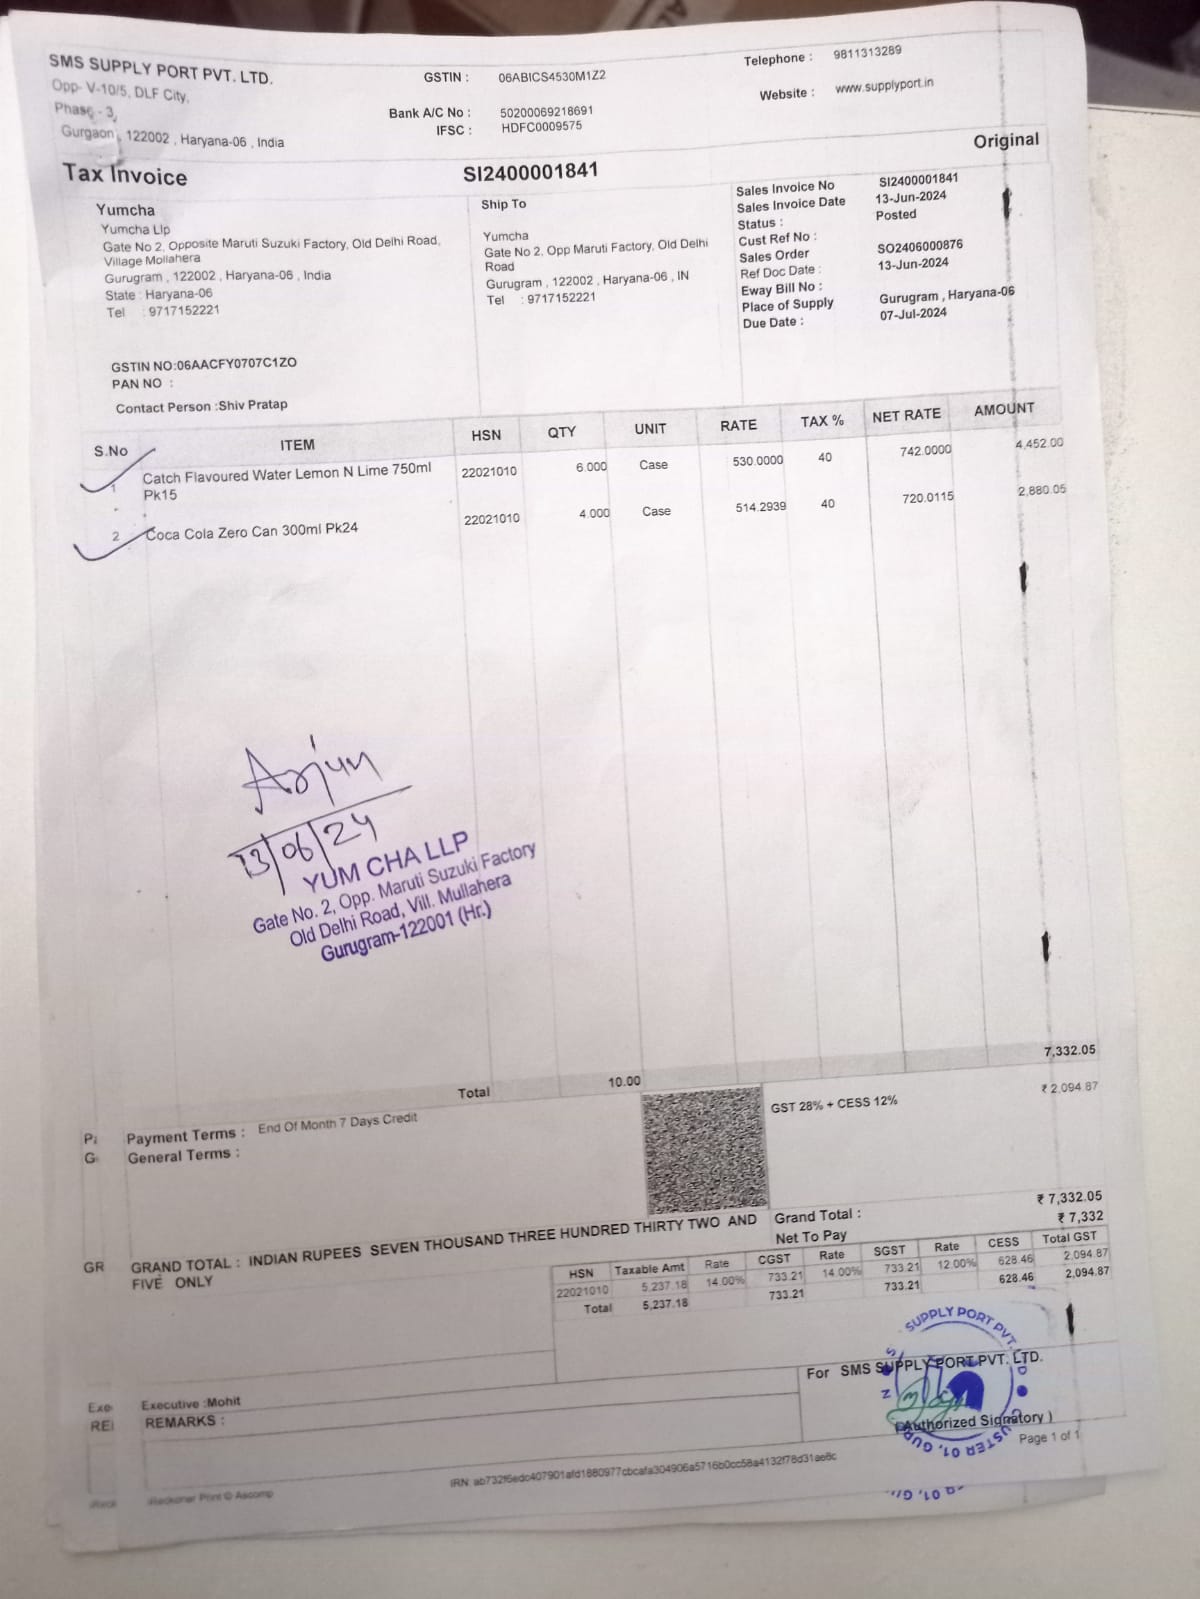 SMS SUPPLY PORT PVT. LTD.
Opp- V-10/5, DLF City,
Phase - 3,
Gurgaon , 122002 , Haryana-06 , India
GSTIN : 06ABICS4530M1Z2
Bank A/C No : 50200069218691
IFSC : HDFC0009575
Telephone : 9811313289
Website : www.supplyport.in
Tax Invoice
SI2400001841
Original
Yumcha
Yumcha Llp
Gate No 2, Opposite Maruti Suzuki Factory, Old Delhi Road,
Village Mollahera
Gurugram , 122002 , Haryana-06 , India
State : Haryana-06
Tel : 9717152221
GSTIN NO:06AACFY0707C1ZO
PAN NO :
Contact Person :Shiv Pratap
Ship To
Yumcha
Gate No 2, Opp Maruti Factory, Old Delhi
Road
Gurugram , 122002 , Haryana-06 , IN
Tel : 9717152221
Sales Invoice No SI2400001841
Sales Invoice Date 13-Jun-2024
Status : Posted
Cust Ref No :
Sales Order SO2406000876
Ref Doc Date : 13-Jun-2024
Eway Bill No :
Place of Supply Gurugram , Haryana-06
Due Date : 07-Jul-2024
S.No ITEM HSN QTY UNIT RATE TAX % NET RATE AMOUNT
1 Catch Flavoured Water Lemon N Lime 750ml 22021010 6.000 Case 530.0000 40 742.0000 4,452.00
Pk15
2 Coca Cola Zero Can 300ml Pk24 22021010 4.000 Case 514.2939 40 720.0115 2,880.05
Arjun
13/06/24
YUM CHA LLP
Gate No. 2, Opp. Maruti Suzuki Factory
Old Delhi Road, Vill. Mullahera
Gurugram-122001 (Hr.)
Total 10.00 7,332.05
GST 28% + CESS 12% ₹ 2,094.87
Payment Terms : End Of Month 7 Days Credit
General Terms :
Grand Total : ₹ 7,332.05
Net To Pay ₹ 7,332
GR
GRAND TOTAL : INDIAN RUPEES SEVEN THOUSAND THREE HUNDRED THIRTY TWO AND
FIVE ONLY
HSN Taxable Amt Rate CGST Rate SGST Rate CESS Total GST
22021010 5,237.18 14.00% 733.21 14.00% 733.21 12.00% 628.46 2,094.87
Total 5,237.18 733.21 733.21 628.46 2,094.87
SUPPLY PORT PVT.
For SMS SUPPLY PORT PVT. LTD.
(Authorized Signatory )
Executive :Mohit
REMARKS :
Page 1 of 1
IRN: ab732f6edc407901afd1880977cbcafa304906a5716b0cc58a4132f78d31ae8c
iReckoner Print © Ascomp